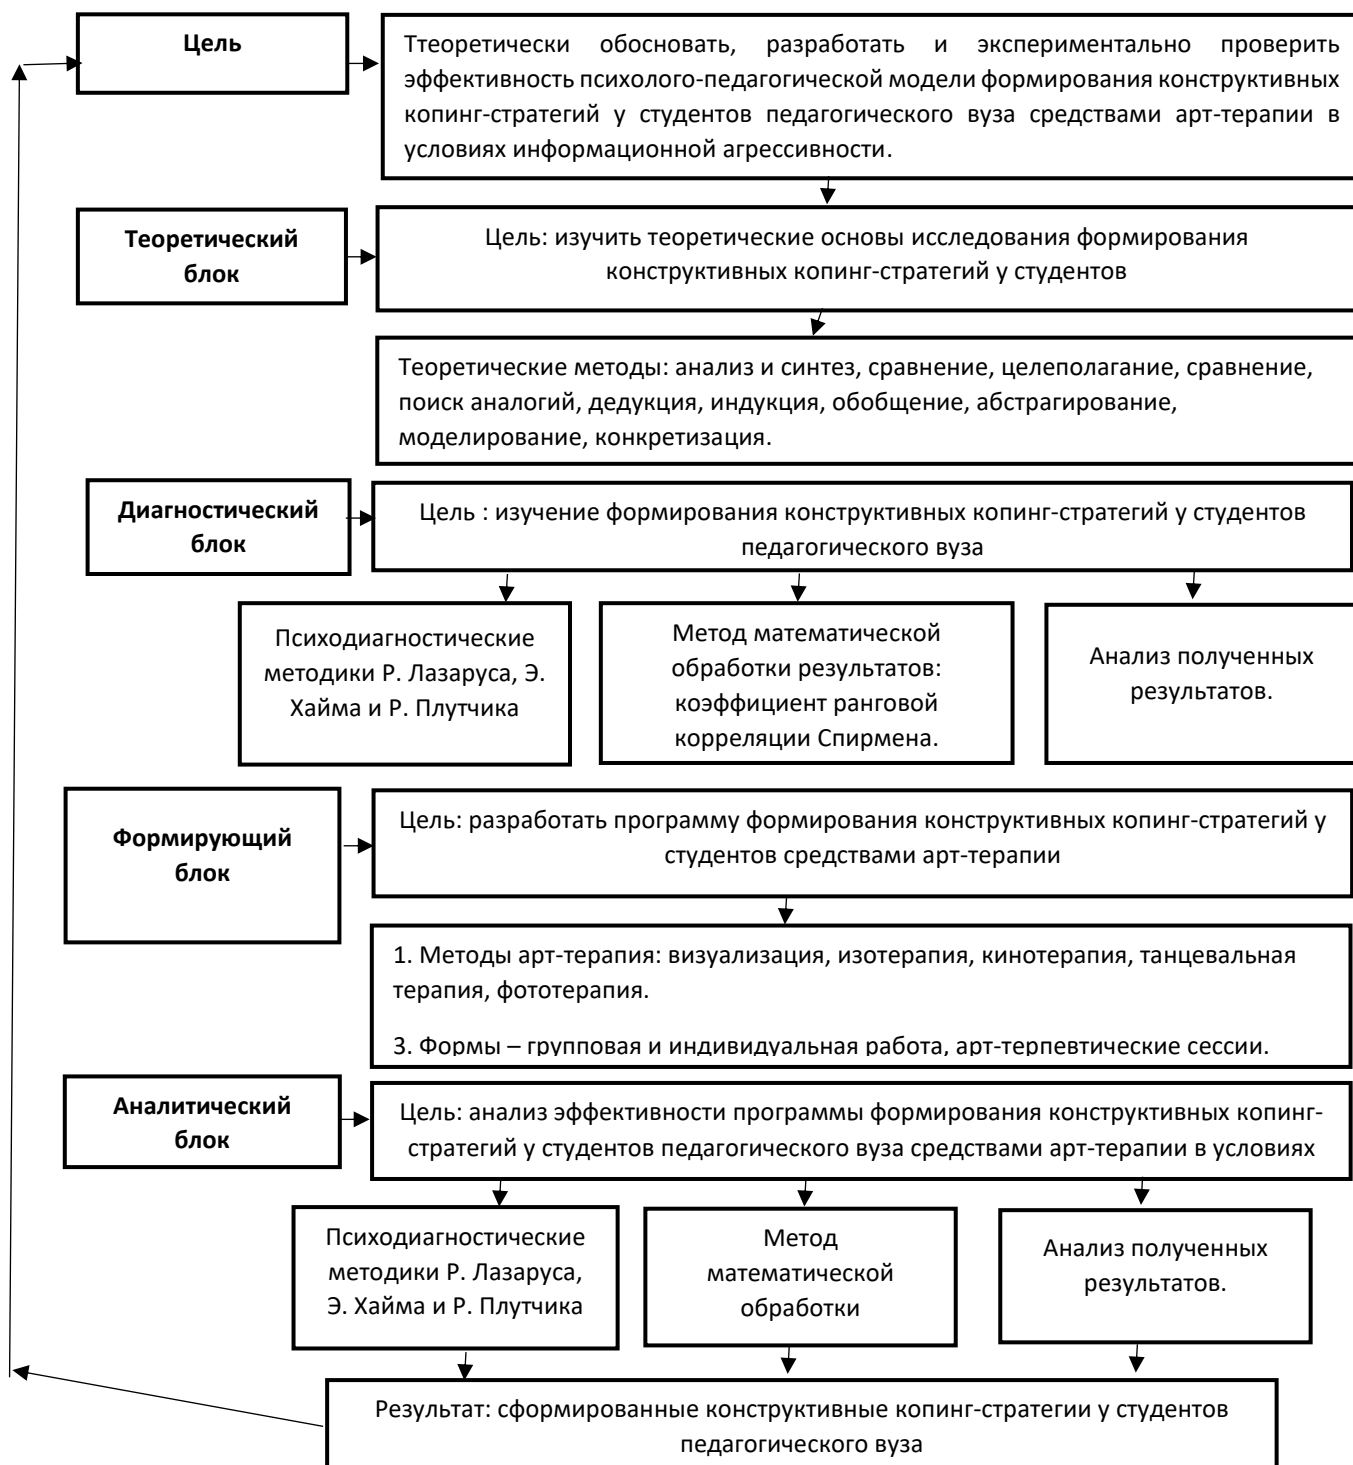 Цель
Ттеоретически обосновать, разработать и экспериментально проверить
эффективность психолого-педагогической модели формирования конструктивных
копинг-стратегий у студентов педагогического вуза средствами арт-терапии в
условиях информационной агрессивности.
Теоретический
блок
Цель: изучить теоретические основы исследования формирования
конструктивных копинг-стратегий у студентов
Теоретические методы: анализ и синтез, сравнение, целеполагание, сравнение,
поиск аналогий, дедукция, индукция, обобщение, абстрагирование,
моделирование, конкретизация.
Диагностический
блок
Цель : изучение формирования конструктивных копинг-стратегий у студентов
педагогического вуза
Психодиагностические
методики Р. Лазаруса, Э.
Хайма и Р. Плутчика
Метод математической
обработки результатов:
коэффициент ранговой
корреляции Спирмена.
Анализ полученных
результатов.
Формирующий
блок
Цель: разработать программу формирования конструктивных копинг-стратегий у
студентов средствами арт-терапии
1. Методы арт-терапия: визуализация, изотерапия, кинотерапия, танцевальная
терапия, фототерапия.
3. Формы – групповая и индивидуальная работа, арт-терпевтические сессии.
Аналитический
блок
Цель: анализ эффективности программы формирования конструктивных копинг-
стратегий у студентов педагогического вуза средствами арт-терапии в условиях
Психодиагностические
методики Р. Лазаруса,
Э. Хайма и Р. Плутчика
Метод
математической
обработки
Анализ полученных
результатов.
Результат: сформированные конструктивные копинг-стратегии у студентов
педагогического вуза